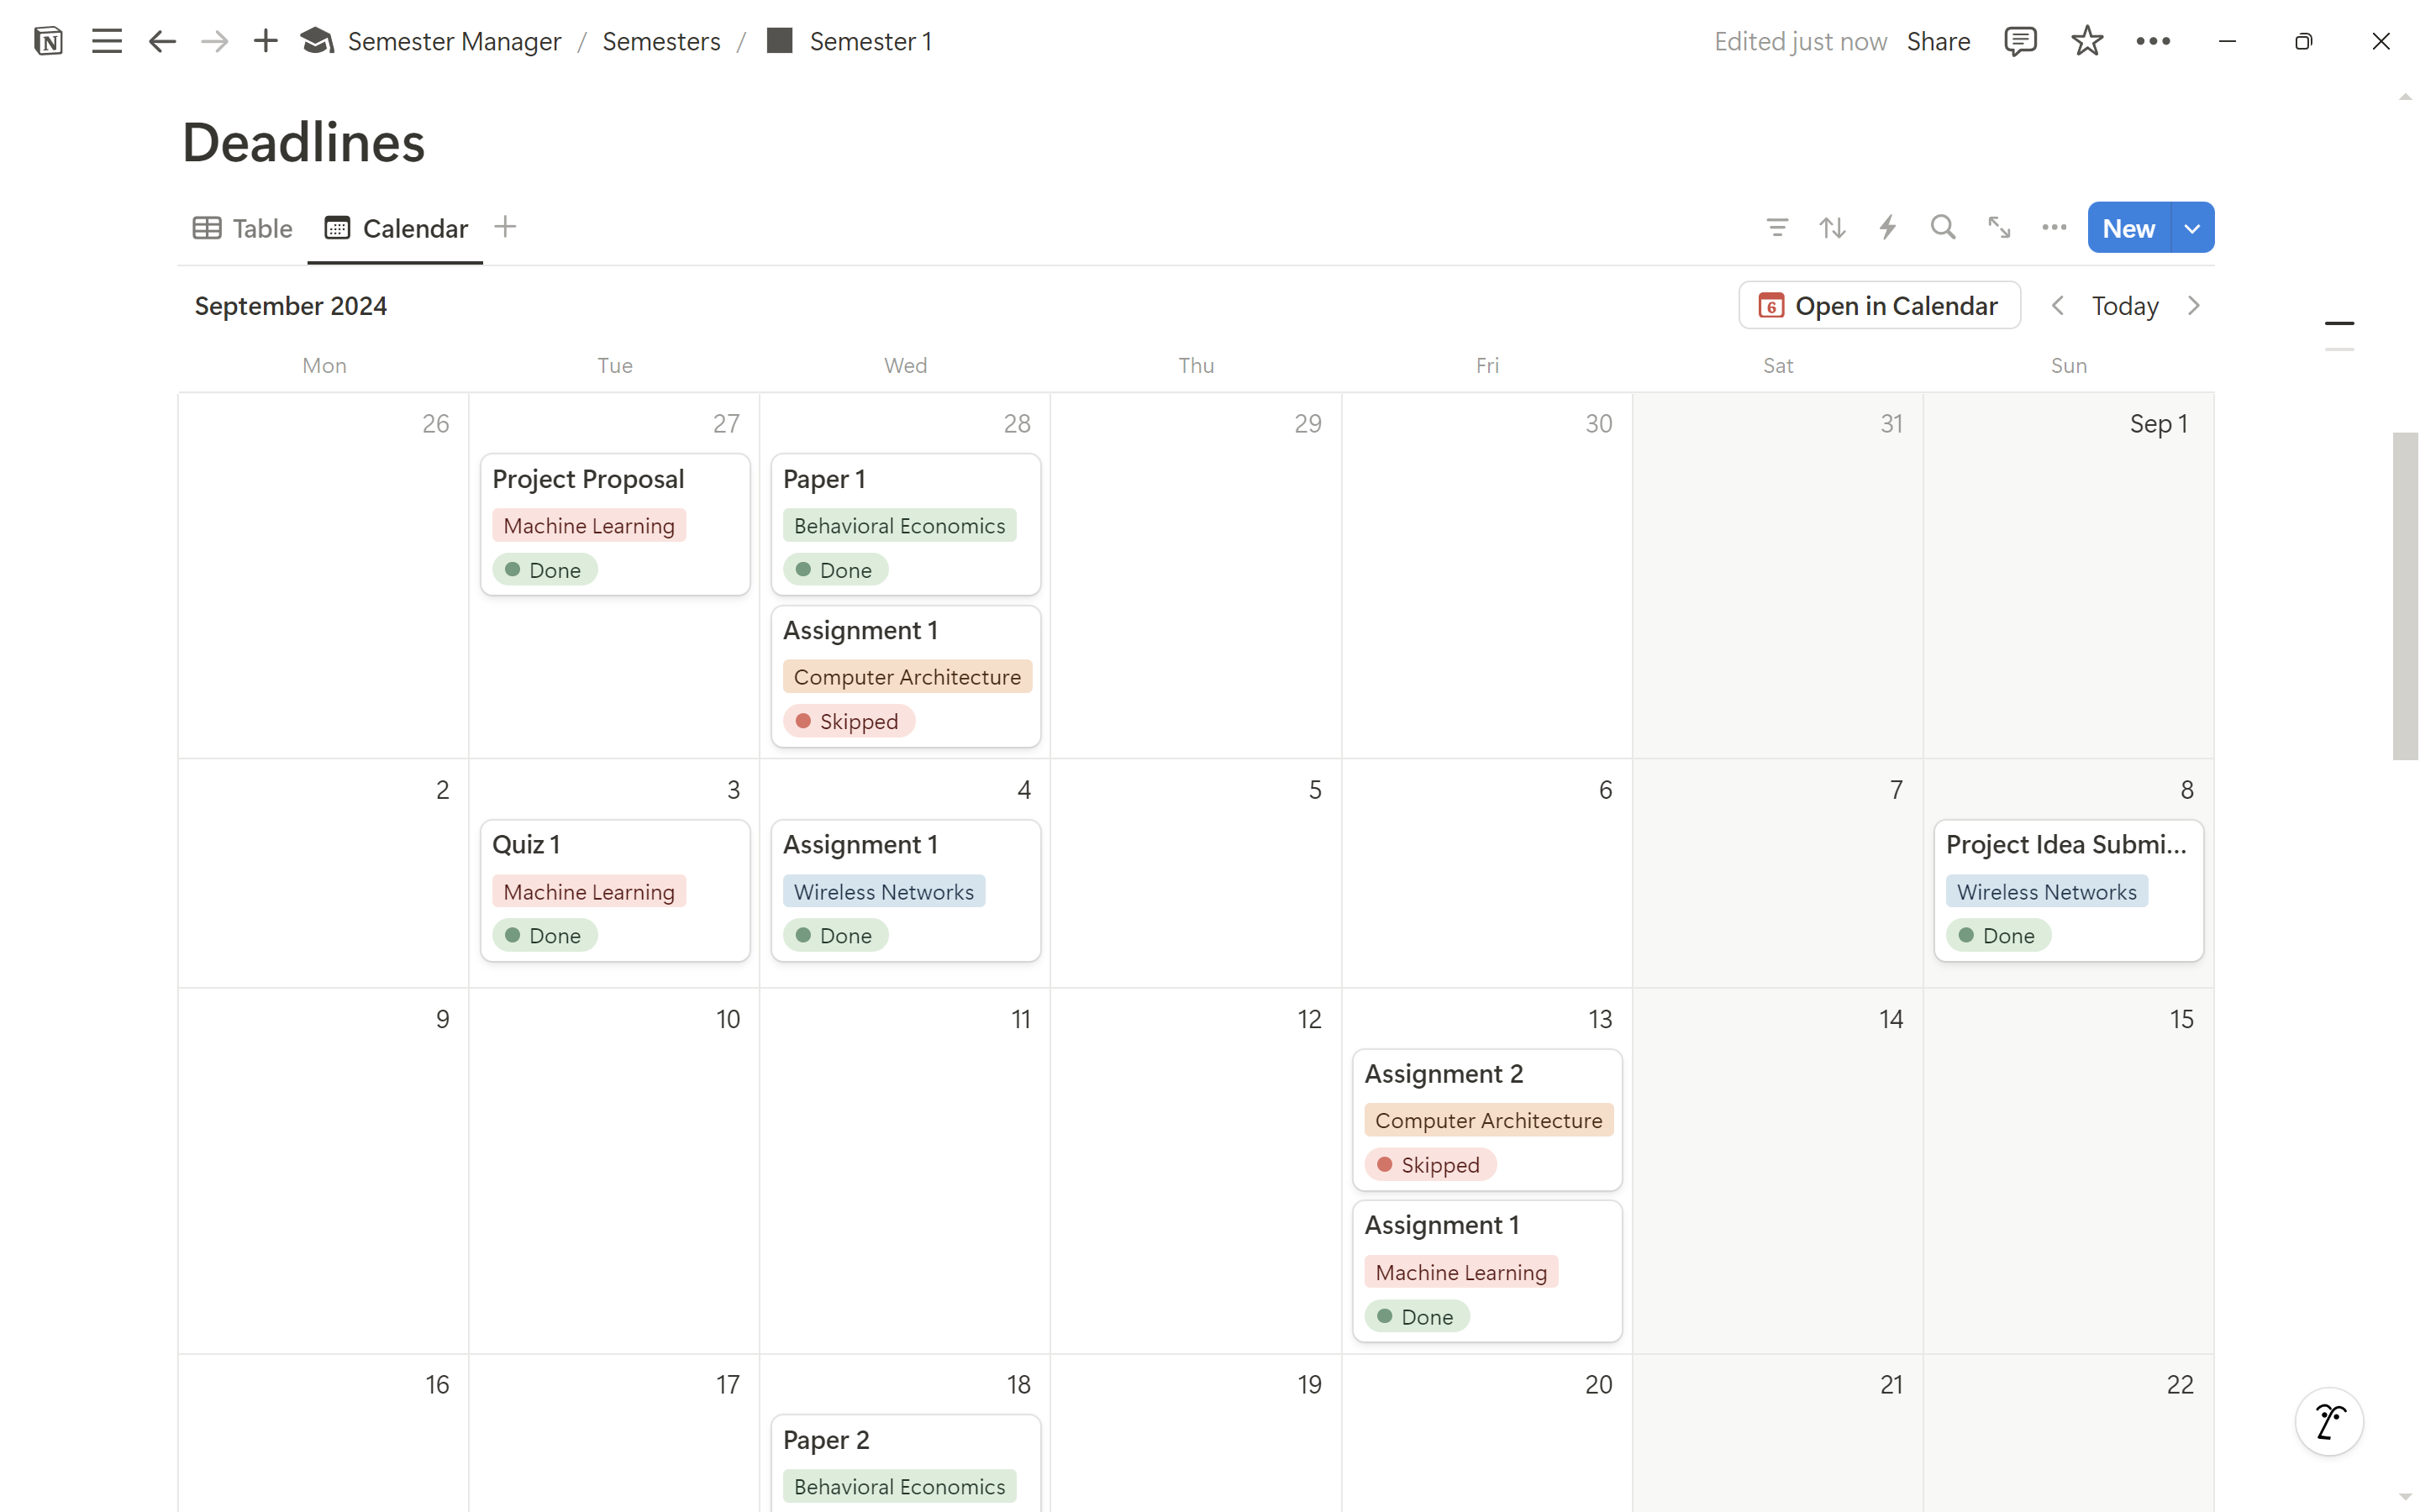 Semester Manager / Semesters / Semester 1
Edited just now Share
Deadlines
Table Calendar
New
September 2024
6 Open in Calendar Today
Mon Tue Wed Thu Fri Sat Sun
26 27 28 29 30 31 Sep 1
Project Proposal
Machine Learning
Done
Paper 1
Behavioral Economics
Done
Assignment 1
Computer Architecture
Skipped
2 3 4 5 6 7 8
Quiz 1
Machine Learning
Done
Assignment 1
Wireless Networks
Done
Project Idea Submi...
Wireless Networks
Done
9 10 11 12 13 14 15
Assignment 2
Computer Architecture
Skipped
Assignment 1
Machine Learning
Done
16 17 18 19 20 21 22
Paper 2
Behavioral Economics